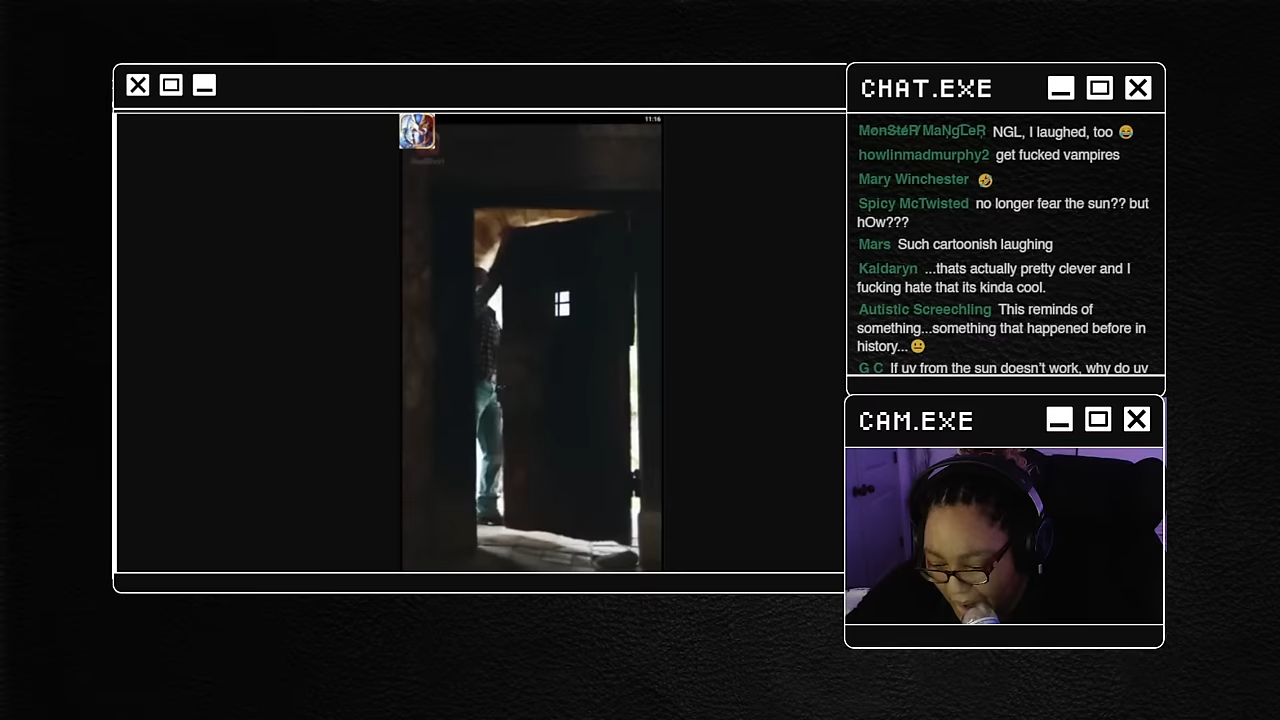 11:16
CHAT.EXE
MonStéR MaNgLeR NGL, I laughed, too 😂
howlinmadmurphy2 get fucked vampires
Mary Winchester 🤣
Spicy McTwisted no longer fear the sun?? but
hOw???
Mars Such cartoonish laughing
Kaldaryn ...thats actually pretty clever and I
fucking hate that its kinda cool.
Autistic Screechling This reminds of
something...something that happened before in
history...😐
G C If uv from the sun doesn't work, why do uv
CAM.EXE